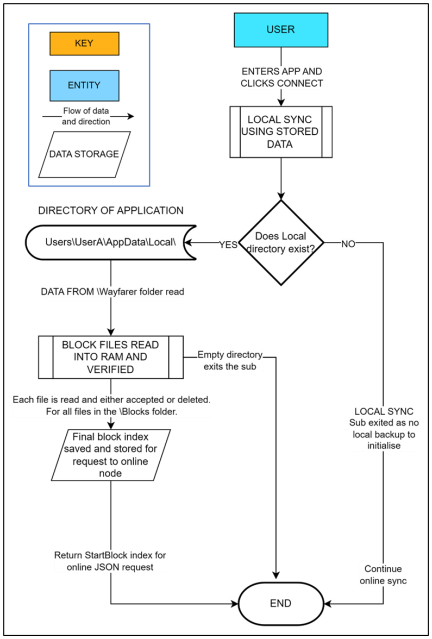 KEY
ENTITY
Flow of data
and direction
DATA STORAGE
USER
ENTERS APP AND
CLICKS CONNECT
LOCAL SYNC
USING STORED
DATA
DIRECTORY OF APPLICATION
Users\UserA\AppData\Local\
YES
Does Local
directory exist?
NO
DATA FROM \Wayfarer folder read
BLOCK FILES READ
INTO RAM AND
VERIFIED
Empty directory
exits the sub
Each file is read and either accepted or deleted.
For all files in the \Blocks folder.
Final block index
saved and stored for
request to online
node
LOCAL SYNC
Sub exited as no
local backup to
initialise
Return StartBlock index for
online JSON request
Continue
online sync
END